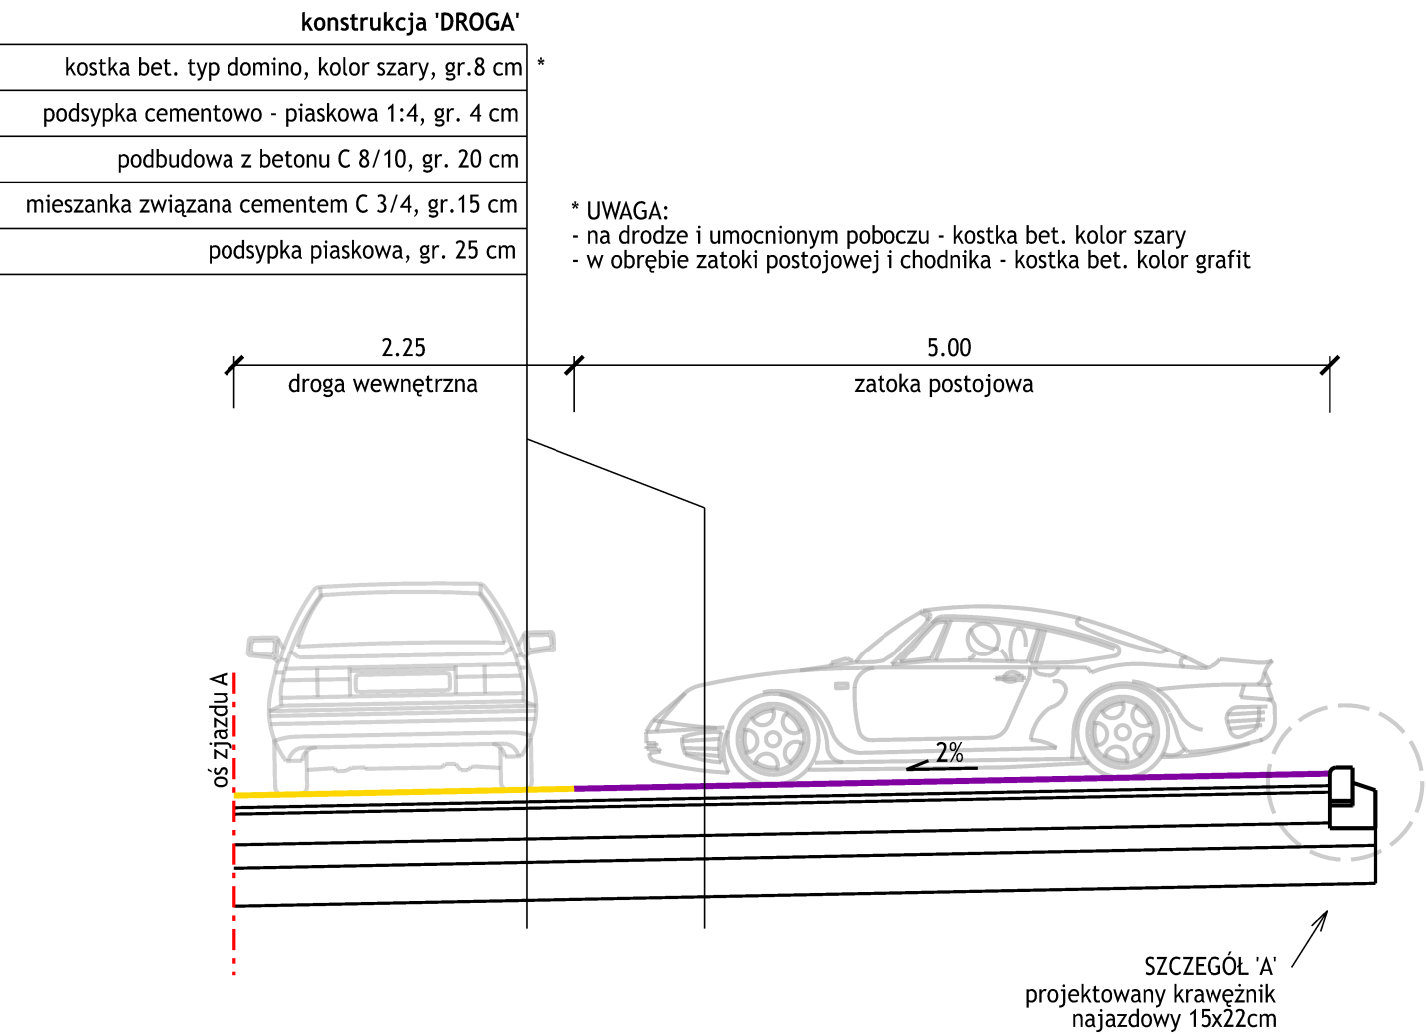 konstrukcja 'DROGA'
kostka bet. typ domino, kolor szary, gr.8 cm *
podsypka cementowo - piaskowa 1:4, gr. 4 cm
podbudowa z betonu C 8/10, gr. 20 cm
mieszanka związana cementem C 3/4, gr.15 cm
podsypka piaskowa, gr. 25 cm
* UWAGA:
- na drodze i umocnionym poboczu - kostka bet. kolor szary
- w obrębie zatoki postojowej i chodnika - kostka bet. kolor grafit
2.25
droga wewnętrzna
5.00
zatoka postojowa
oś zjazdu A
2%
SZCZEGÓŁ 'A'
projektowany krawężnik
najazdowy 15x22cm